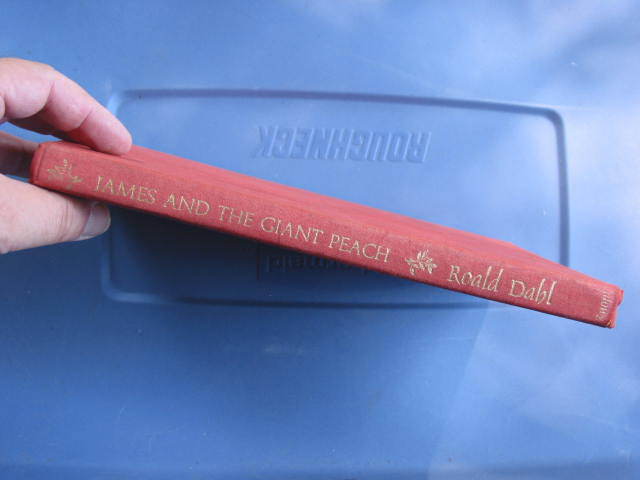 ROUGHNECK
JAMES AND THE GIANT PEACH
Roald Dahl